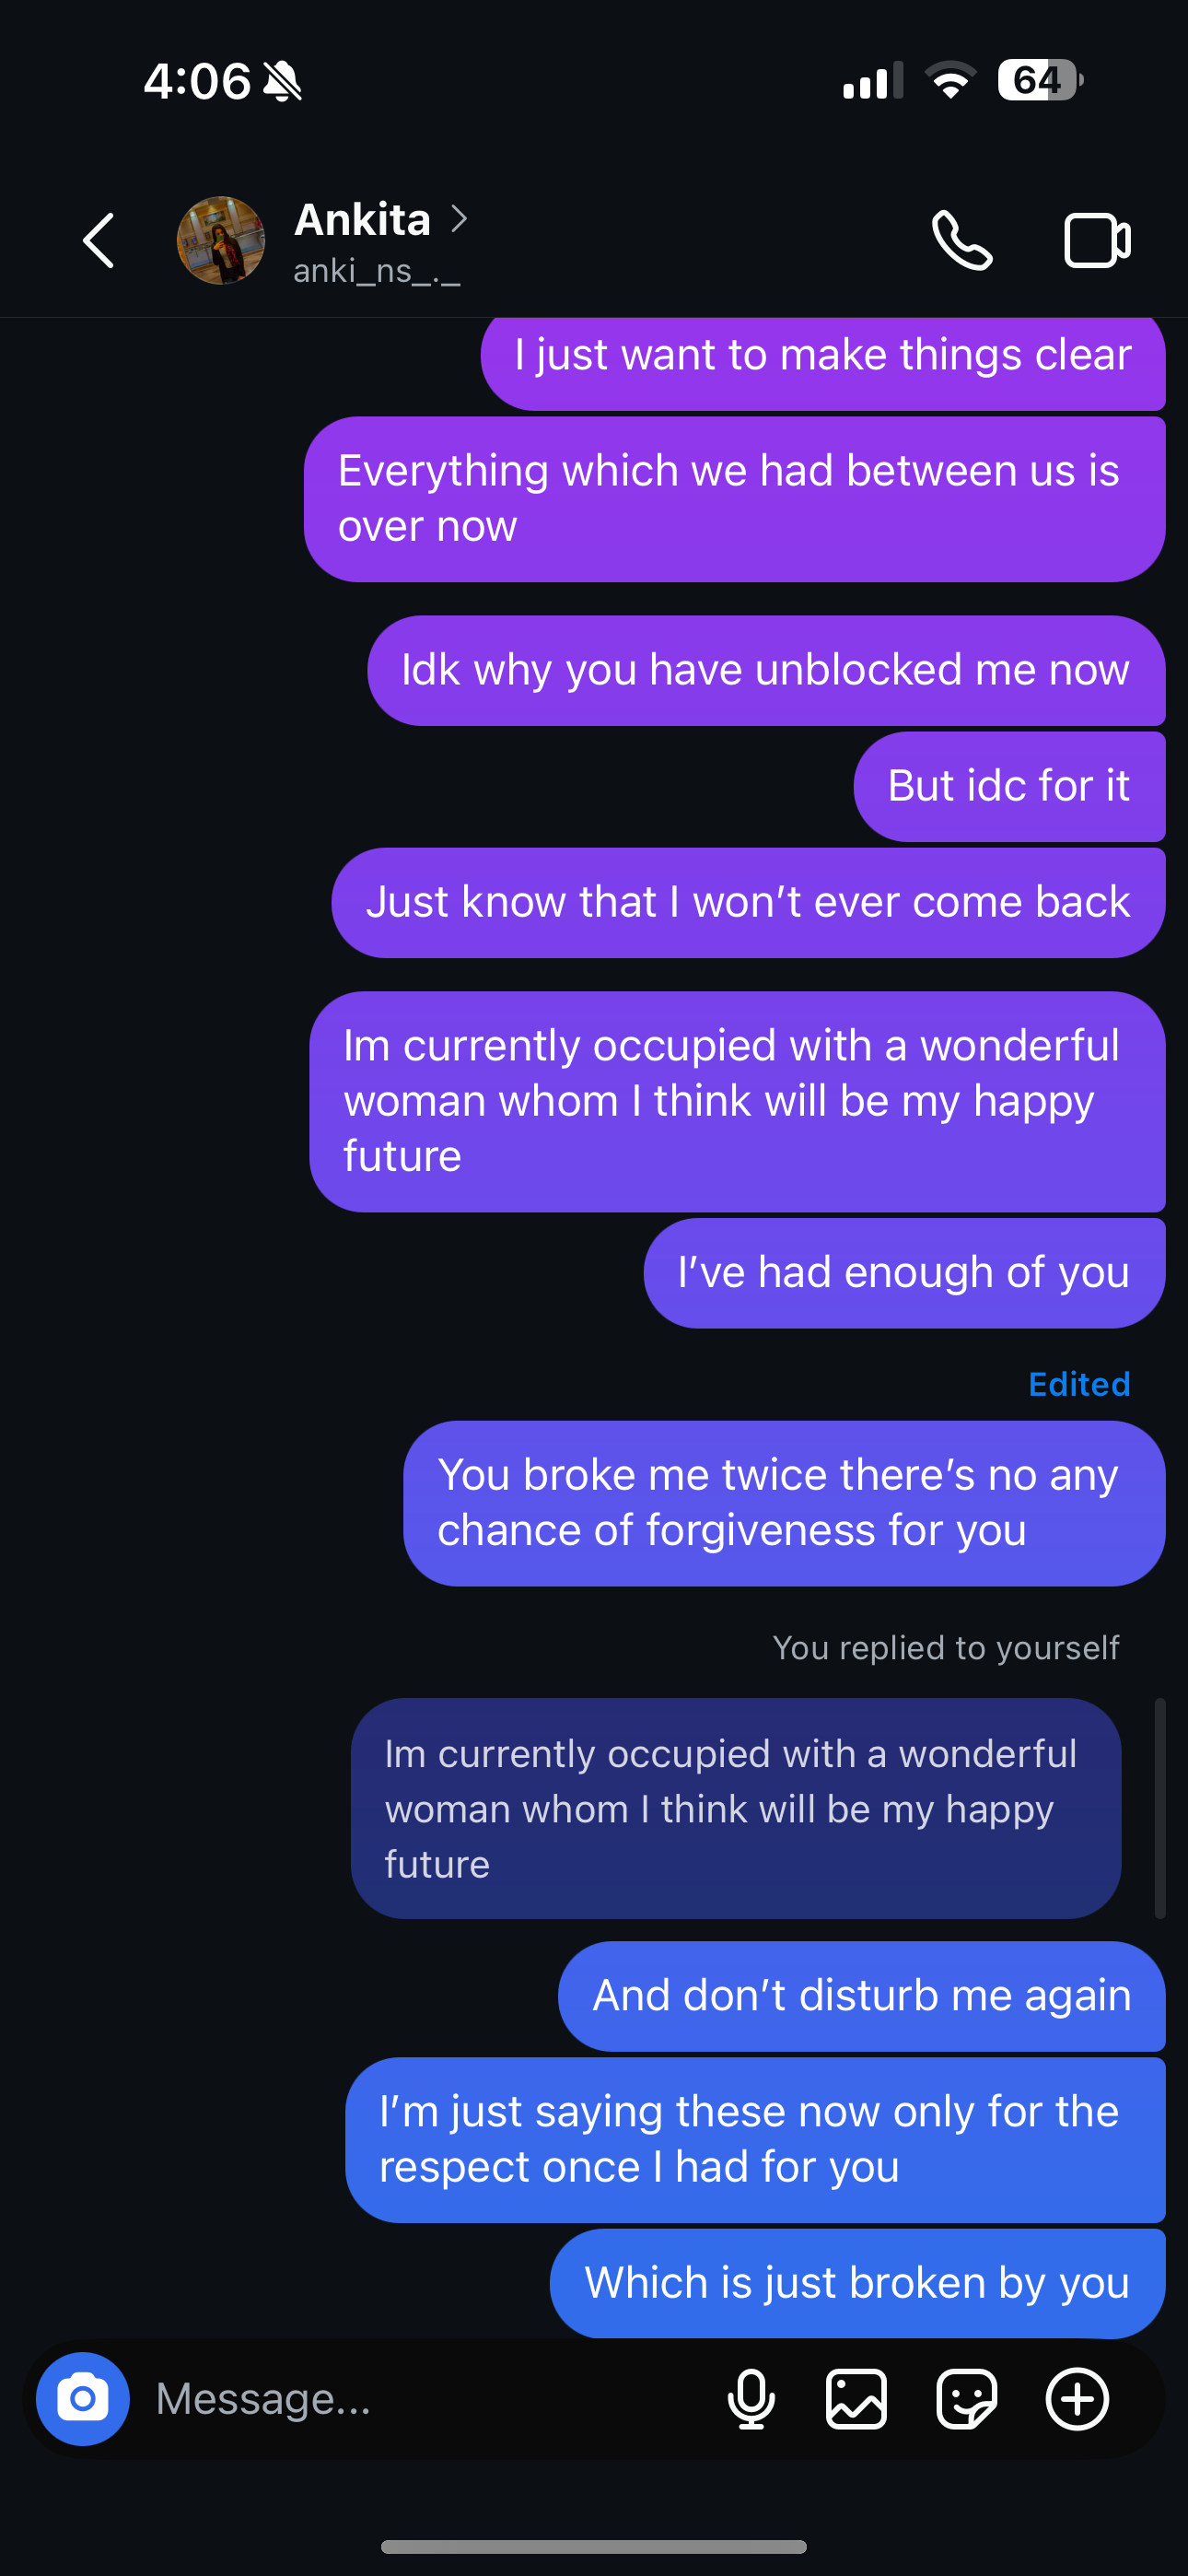 4:06
64
Ankita
anki_ns_._
I just want to make things clear
Everything which we had between us is
over now
Idk why you have unblocked me now
But idc for it
Just know that I won’t ever come back
Im currently occupied with a wonderful
woman whom I think will be my happy
future
I’ve had enough of you
Edited
You broke me twice there’s no any
chance of forgiveness for you
You replied to yourself
Im currently occupied with a wonderful
woman whom I think will be my happy
future
And don’t disturb me again
I’m just saying these now only for the
respect once I had for you
Which is just broken by you
Message...